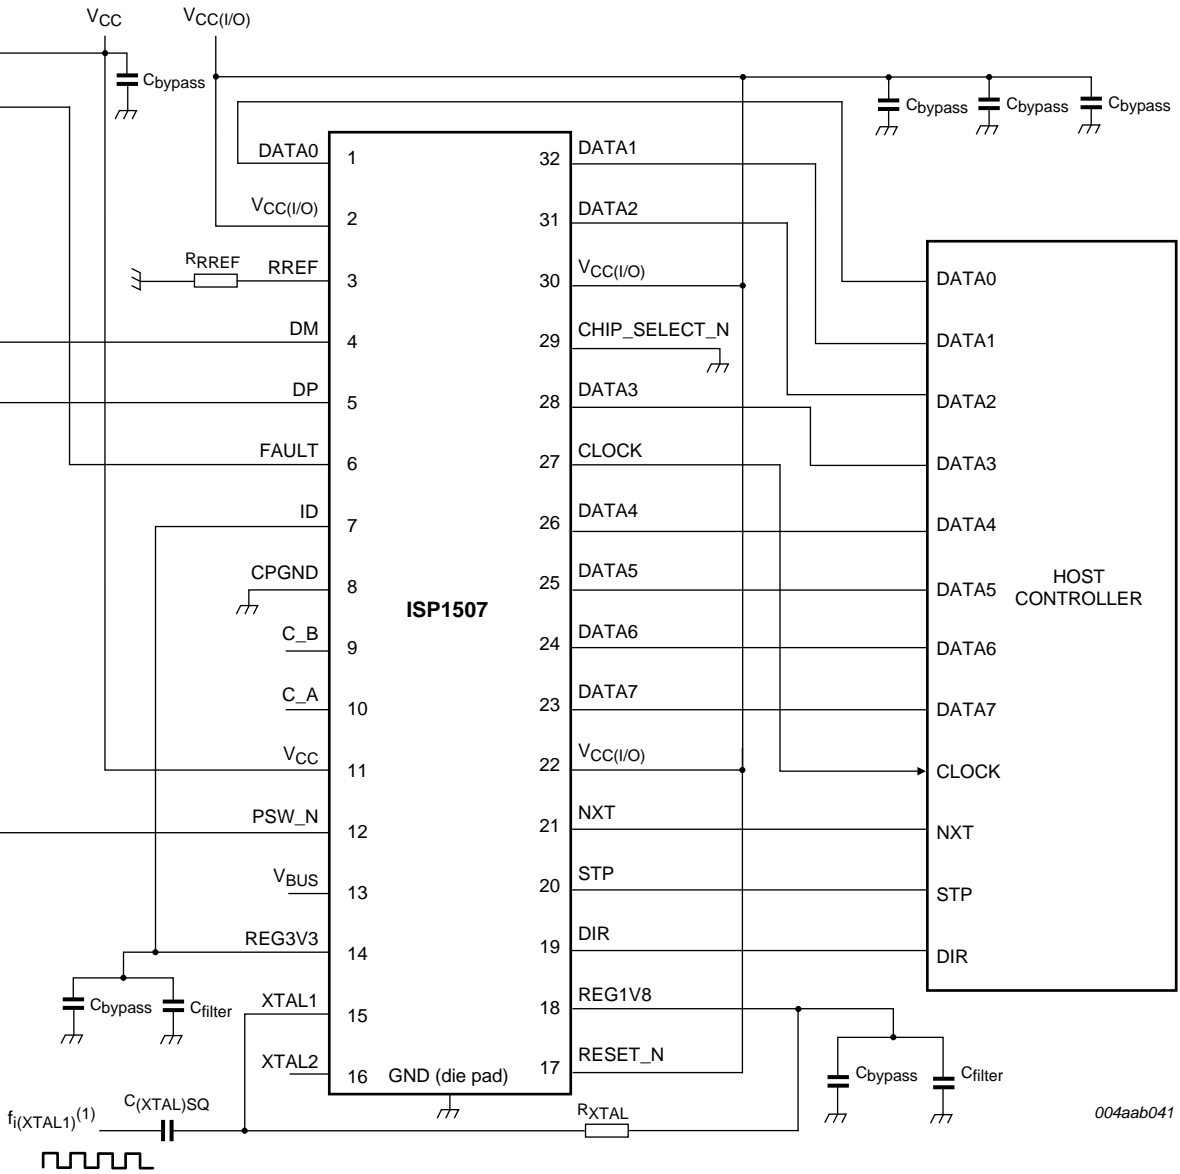 VCC VCC(I/O)
Cbypass
Cbypass Cbypass Cbypass
DATA0 1
VCC(I/O) 2
RRREF RREF 3
DM 4
DP 5
FAULT 6
ID 7
CPGND 8
C_B 9
C_A 10
VCC 11
PSW_N 12
VBUS 13
REG3V3 14
XTAL1 15
XTAL2 16
Cbypass Cfilter
ISP1507
GND (die pad)
32 DATA1
31 DATA2
30 VCC(I/O)
29 CHIP_SELECT_N
28 DATA3
27 CLOCK
26 DATA4
25 DATA5
24 DATA6
23 DATA7
22 VCC(I/O)
21 NXT
20 STP
19 DIR
18 REG1V8
17 RESET_N
DATA0
DATA1
DATA2
DATA3
DATA4
DATA5
DATA6
DATA7
CLOCK
NXT
STP
DIR
HOST
CONTROLLER
Cbypass Cfilter
fi(XTAL1)(1)
C(XTAL)SQ
RXTAL
004aab041